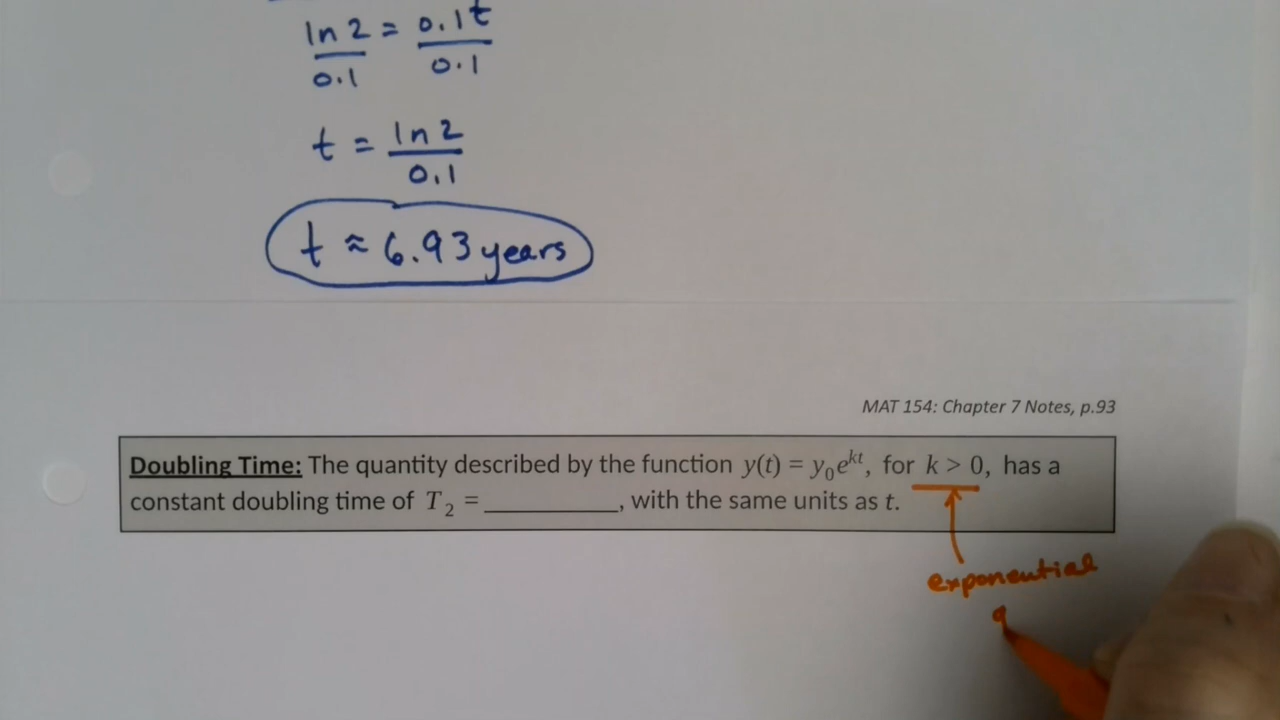 ln 2 = 0.1t
0.1 0.1
t = ln 2
0.1
t ≈ 6.93 years
MAT 154: Chapter 7 Notes, p.93
Doubling Time: The quantity described by the function y(t) = y₀eᵏᵗ, for k > 0, has a
constant doubling time of T₂ = __________, with the same units as t.
exponential